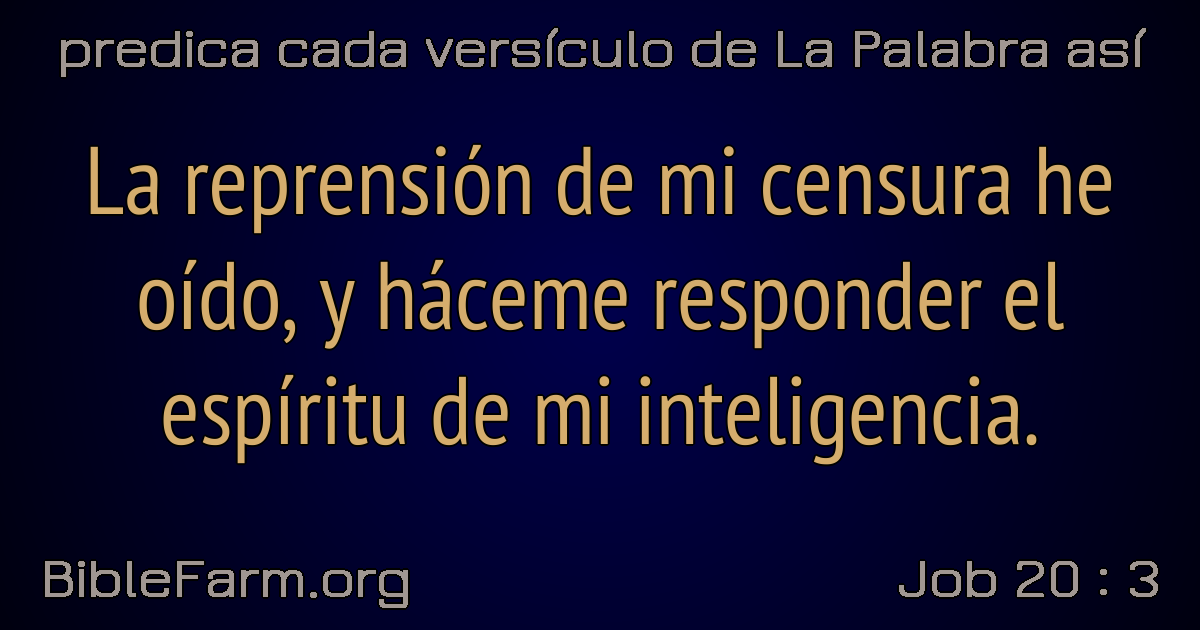 predica cada versículo de La Palabra así
La reprensión de mi censura he
oído, y háceme responder el
espíritu de mi inteligencia.
BibleFarm.org
Job 20 : 3